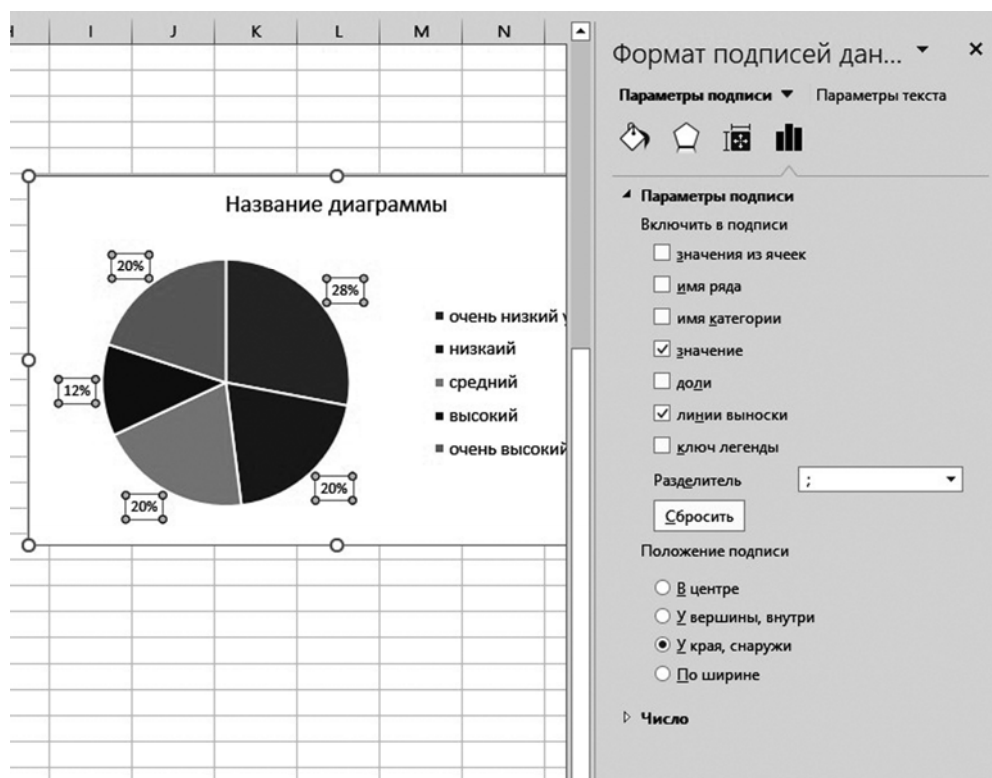 I J K L M N
Название диаграммы
20%
28%
12%
20%
20%
очень низкий
низкаий
средний
высокий
очень высокий
Формат подписей дан...
Параметры подписи Параметры текста
Параметры подписи
Включить в подписи
значения из ячеек
имя ряда
имя категории
значение
доли
линии выноски
ключ легенды
Разделитель ;
Сбросить
Положение подписи
В центре
У вершины, внутри
У края, снаружи
По ширине
Число